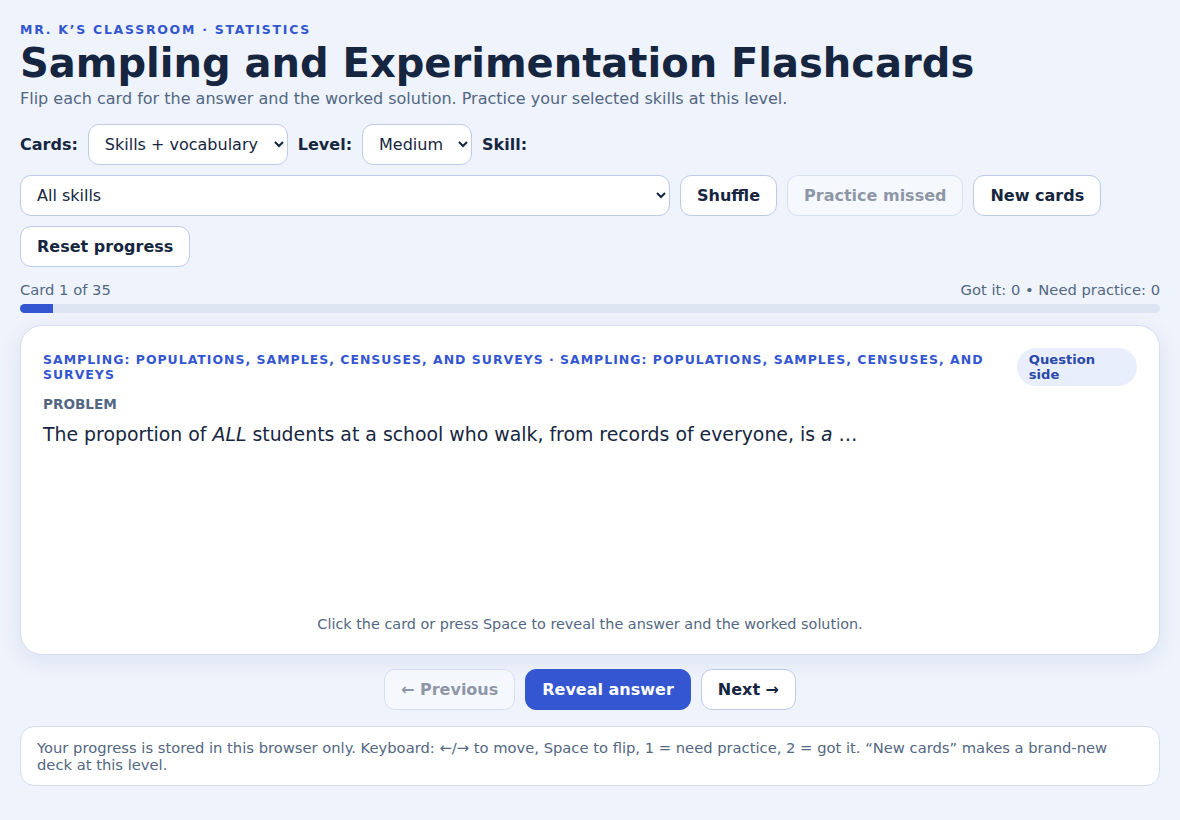 MR. K’S CLASSROOM · STATISTICS
Sampling and Experimentation Flashcards
Flip each card for the answer and the worked solution. Practice your selected skills at this level.
Cards: Skills + vocabulary Level: Medium Skill:
All skills Shuffle Practice missed New cards
Reset progress
Card 1 of 35 Got it: 0 • Need practice: 0
SAMPLING: POPULATIONS, SAMPLES, CENSUSES, AND SURVEYS · SAMPLING: POPULATIONS, SAMPLES, CENSUSES, AND
SURVEYS
Question
side
PROBLEM
The proportion of ALL students at a school who walk, from records of everyone, is a …
Click the card or press Space to reveal the answer and the worked solution.
← Previous Reveal answer Next →
Your progress is stored in this browser only. Keyboard: ←/→ to move, Space to flip, 1 = need practice, 2 = got it. “New cards” makes a brand-new
deck at this level.